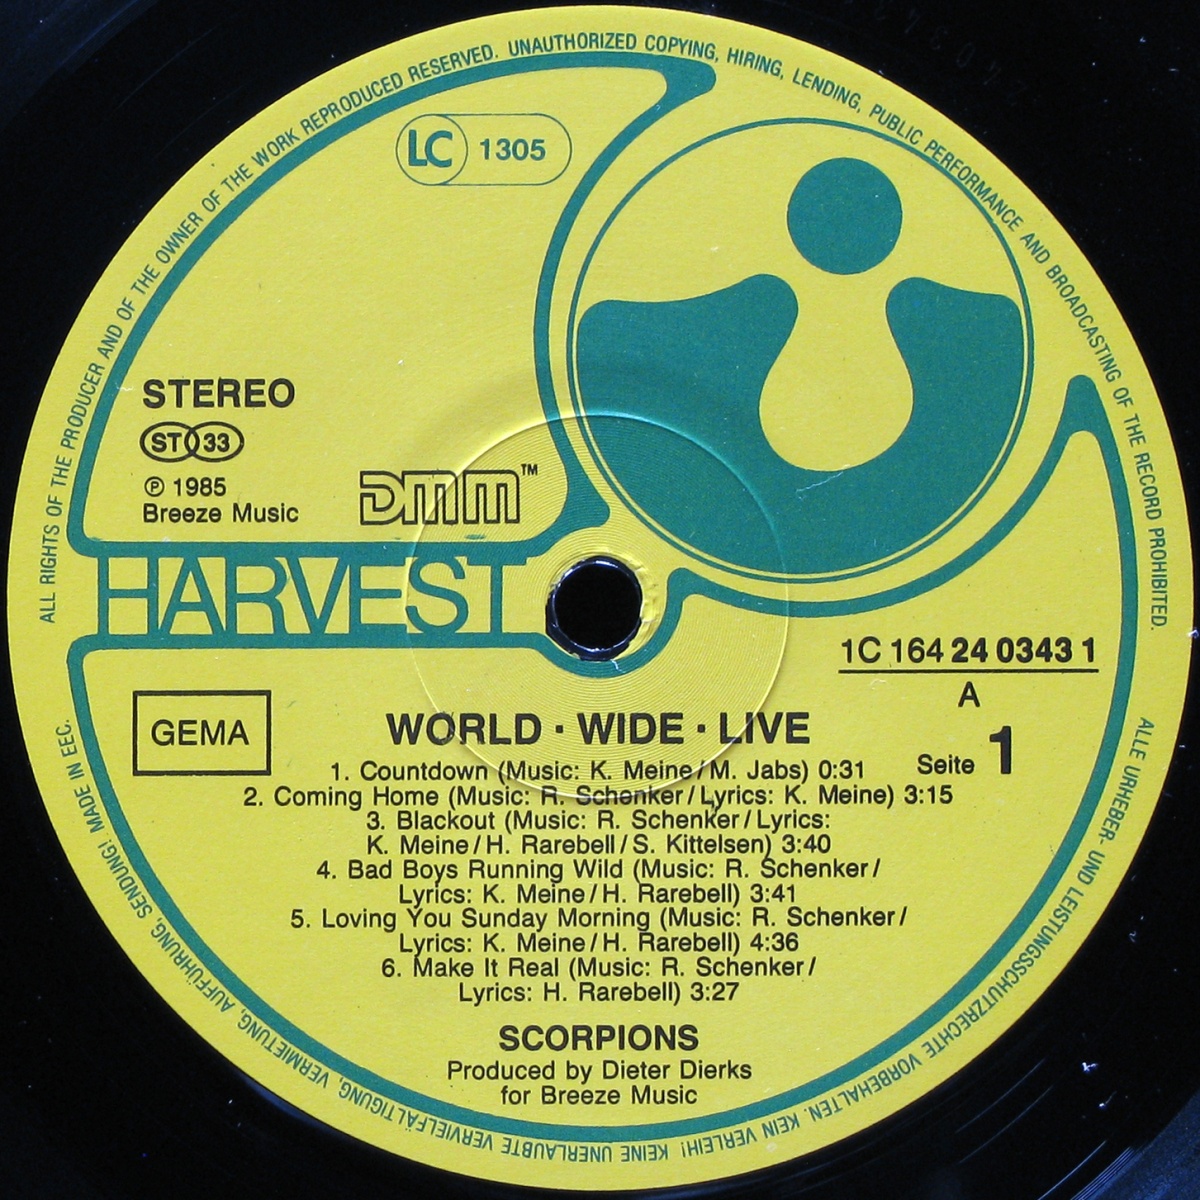 ALL RIGHTS OF THE PRODUCER AND OF THE OWNER OF THE WORK REPRODUCED RESERVED. UNAUTHORIZED COPYING, HIRING, LENDING, PUBLIC PERFORMANCE AND BROADCASTING OF THE RECORD PROHIBITED.
LC 1305
STEREO
ST 33
℗ 1985
Breeze Music
DMM™
HARVEST
1C 164 24 0343 1
A
GEMA
Seite 1
WORLD · WIDE · LIVE
1. Countdown (Music: K. Meine/M. Jabs) 0:31
2. Coming Home (Music: R. Schenker/Lyrics: K. Meine) 3:15
3. Blackout (Music: R. Schenker/Lyrics:
K. Meine/H. Rarebell/S. Kittelsen) 3:40
4. Bad Boys Running Wild (Music: R. Schenker/
Lyrics: K. Meine/H. Rarebell) 3:41
5. Loving You Sunday Morning (Music: R. Schenker/
Lyrics: K. Meine/H. Rarebell) 4:36
6. Make It Real (Music: R. Schenker/
Lyrics: H. Rarebell) 3:27
SCORPIONS
Produced by Dieter Dierks
for Breeze Music
ALLE URHEBER- UND LEISTUNGSSCHUTZRECHTE VORBEHALTEN. KEIN VERLEIH! KEINE UNERLAUBTE VERVIELFÄLTIGUNG, VERMIETUNG, AUFFÜHRUNG, SENDUNG! MADE IN EEC.